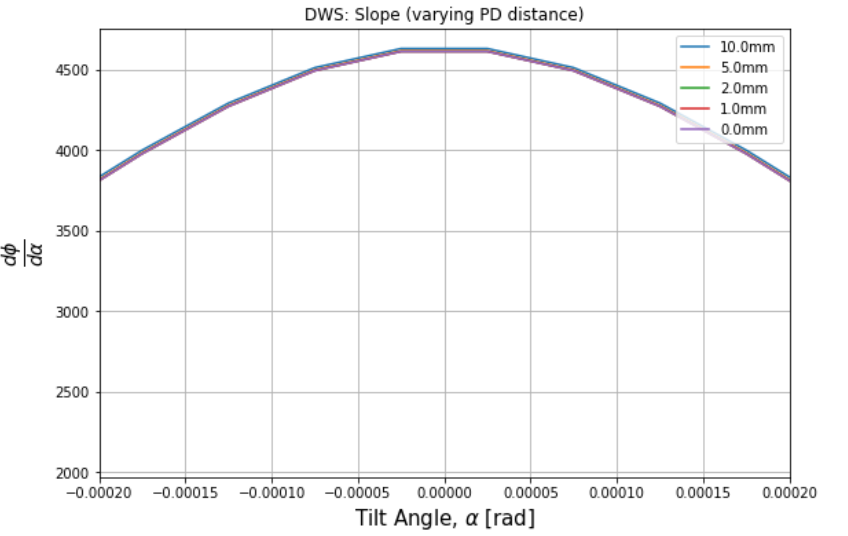 DWS: Slope (varying PD distance)
10.0mm
5.0mm
2.0mm
1.0mm
0.0mm
4500
4000
3500
3000
2500
2000
dϕ
dα
−0.00020 −0.00015 −0.00010 −0.00005 0.00000 0.00005 0.00010 0.00015 0.00020
Tilt Angle, α [rad]